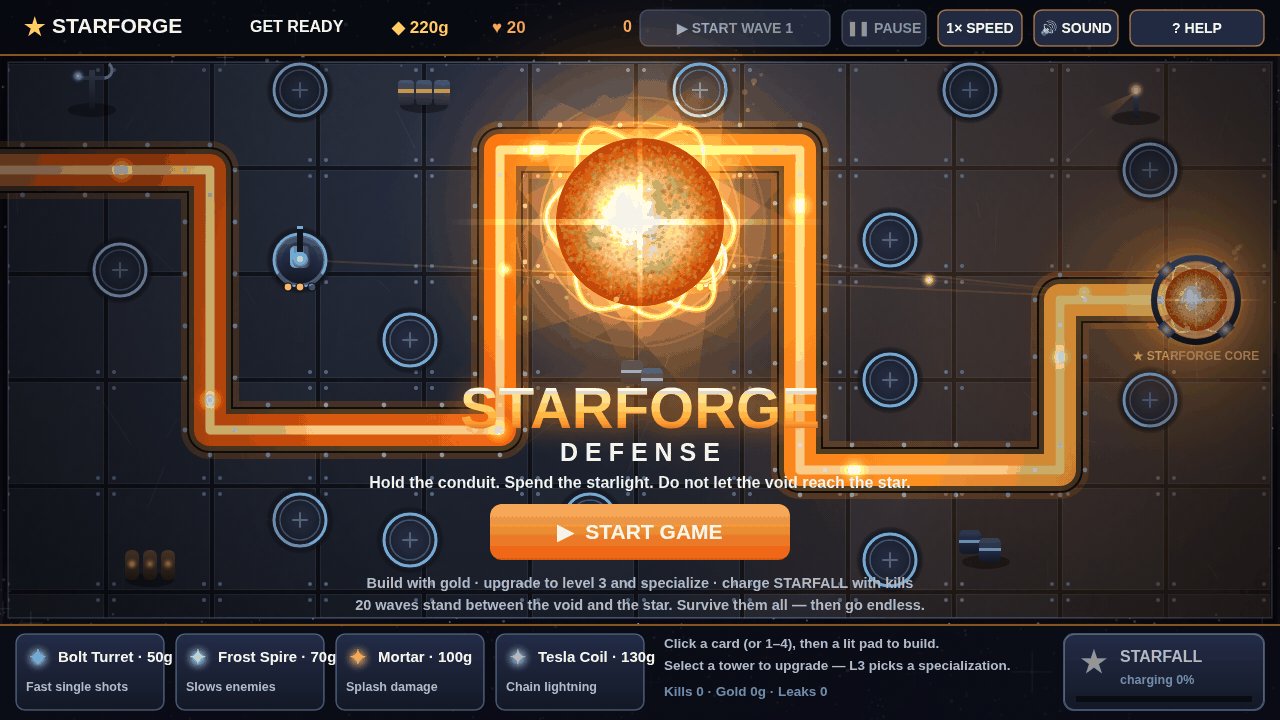 ★ STARFORGE
GET READY
◆ 220g
♥ 20
0
▶ START WAVE 1
❚❚ PAUSE
1× SPEED
🔊 SOUND
? HELP
★ STARFORGE CORE
STARFORGE
DEFENSE
Hold the conduit. Spend the starlight. Do not let the void reach the star.
▶ START GAME
Build with gold · upgrade to level 3 and specialize · charge STARFALL with kills
20 waves stand between the void and the star. Survive them all — then go endless.
Bolt Turret · 50g
Fast single shots
Frost Spire · 70g
Slows enemies
Mortar · 100g
Splash damage
Tesla Coil · 130g
Chain lightning
Click a card (or 1–4), then a lit pad to build.
Select a tower to upgrade — L3 picks a specialization.
Kills 0 · Gold 0g · Leaks 0
★ STARFALL
charging 0%